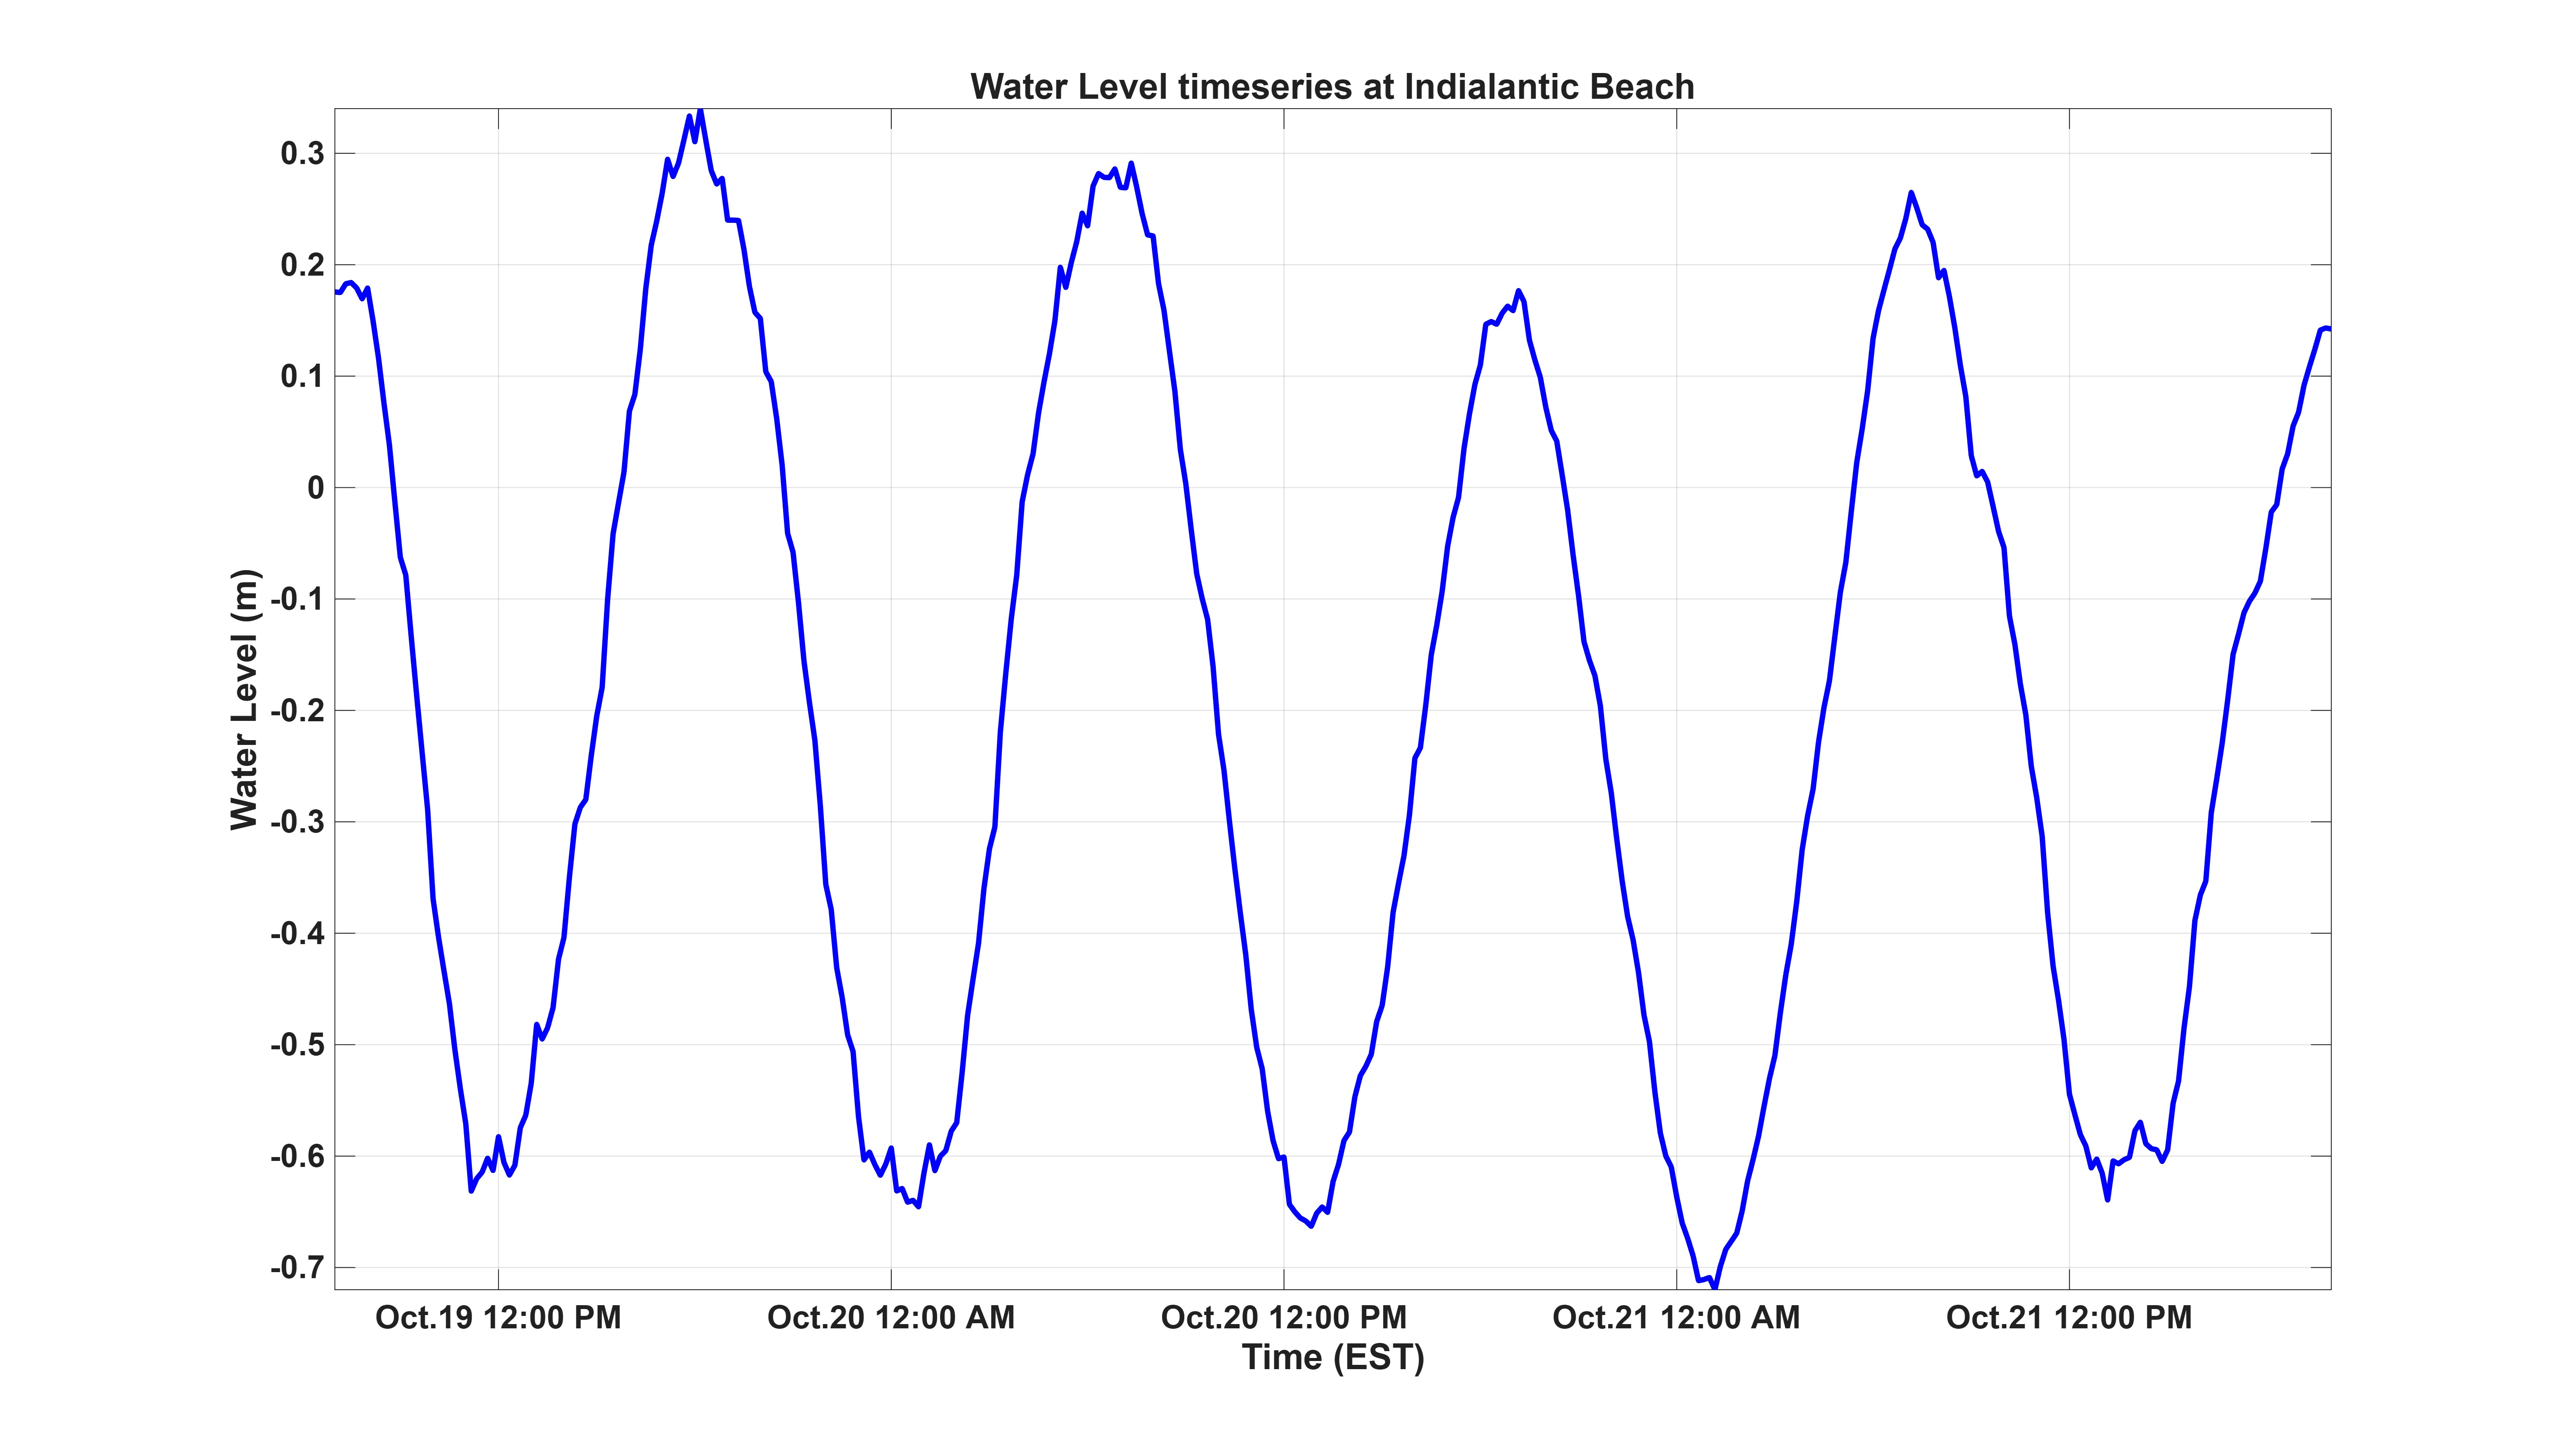 Water Level timeseries at Indialantic Beach
0.3
0.2
0.1
0
-0.1
-0.2
-0.3
-0.4
-0.5
-0.6
-0.7
Water Level (m)
Oct.19 12:00 PM
Oct.20 12:00 AM
Oct.20 12:00 PM
Oct.21 12:00 AM
Oct.21 12:00 PM
Time (EST)